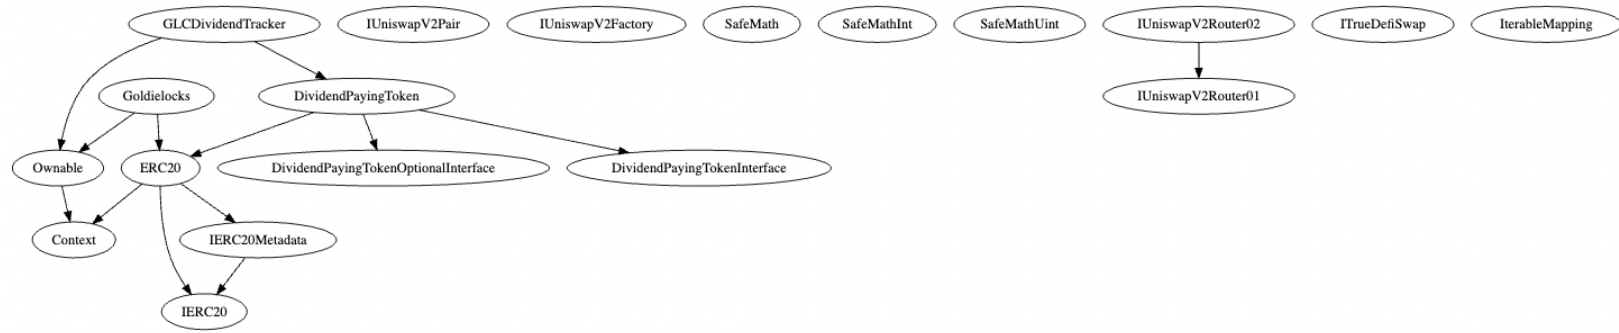 GLCDividendTracker IUniswapV2Pair IUniswapV2Factory SafeMath SafeMathInt SafeMathUint IUniswapV2Router02 ITrueDefiSwap IterableMapping
Goldielocks DividendPayingToken IUniswapV2Router01
Ownable ERC20 DividendPayingTokenOptionalInterface DividendPayingTokenInterface
Context IERC20Metadata
IERC20